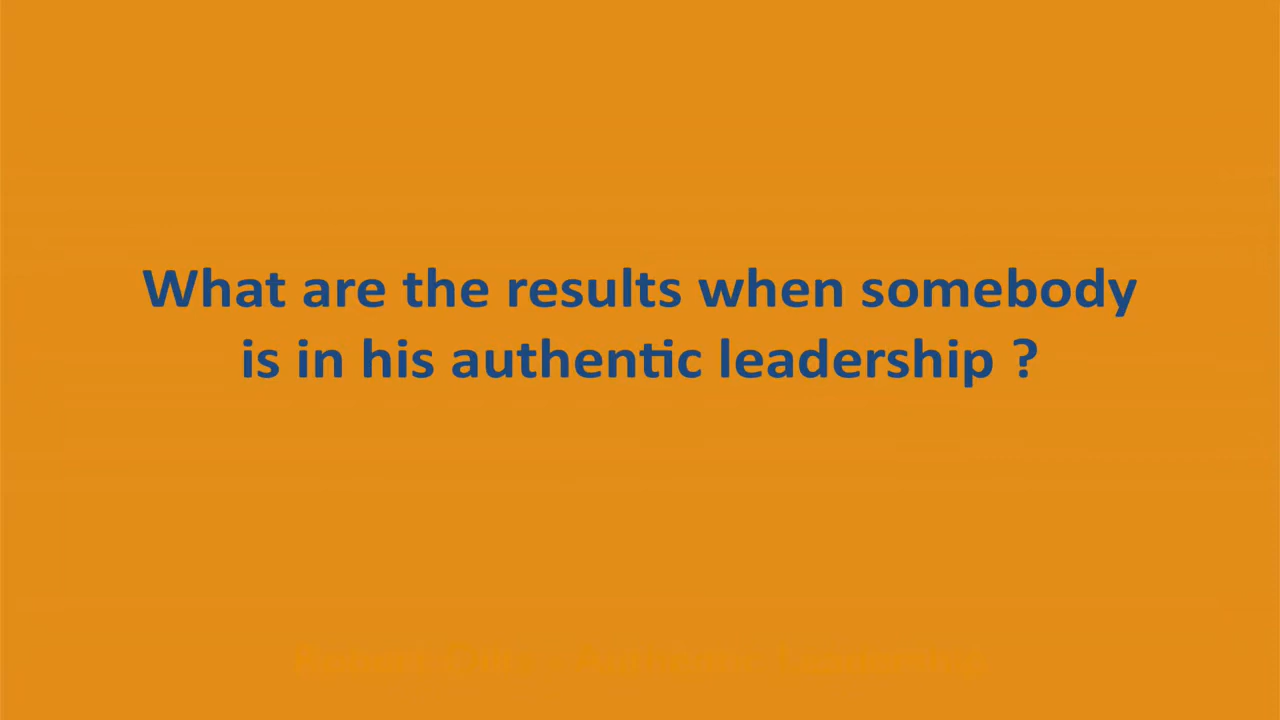 What are the results when somebody
is in his authentic leadership ?